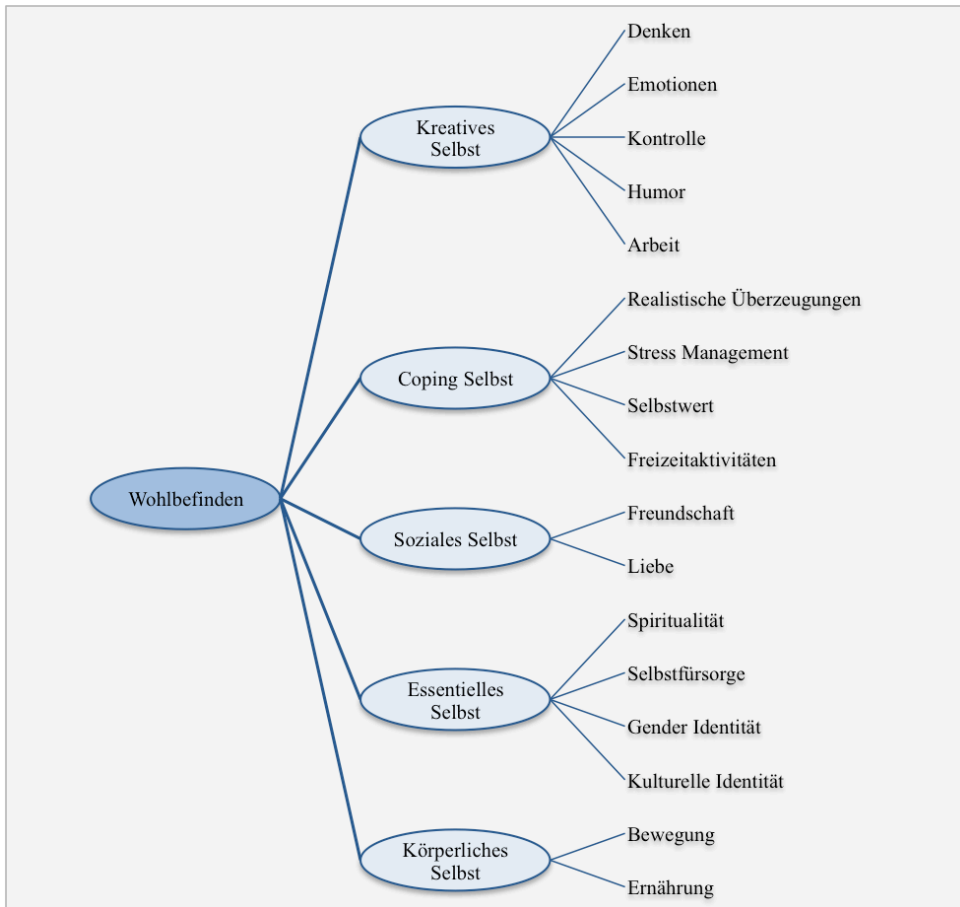 Wohlbefinden
Kreatives
Selbst
Denken
Emotionen
Kontrolle
Humor
Arbeit
Coping Selbst
Realistische Überzeugungen
Stress Management
Selbstwert
Freizeitaktivitäten
Soziales Selbst
Freundschaft
Liebe
Essentielles
Selbst
Spiritualität
Selbstfürsorge
Gender Identität
Kulturelle Identität
Körperliches
Selbst
Bewegung
Ernährung